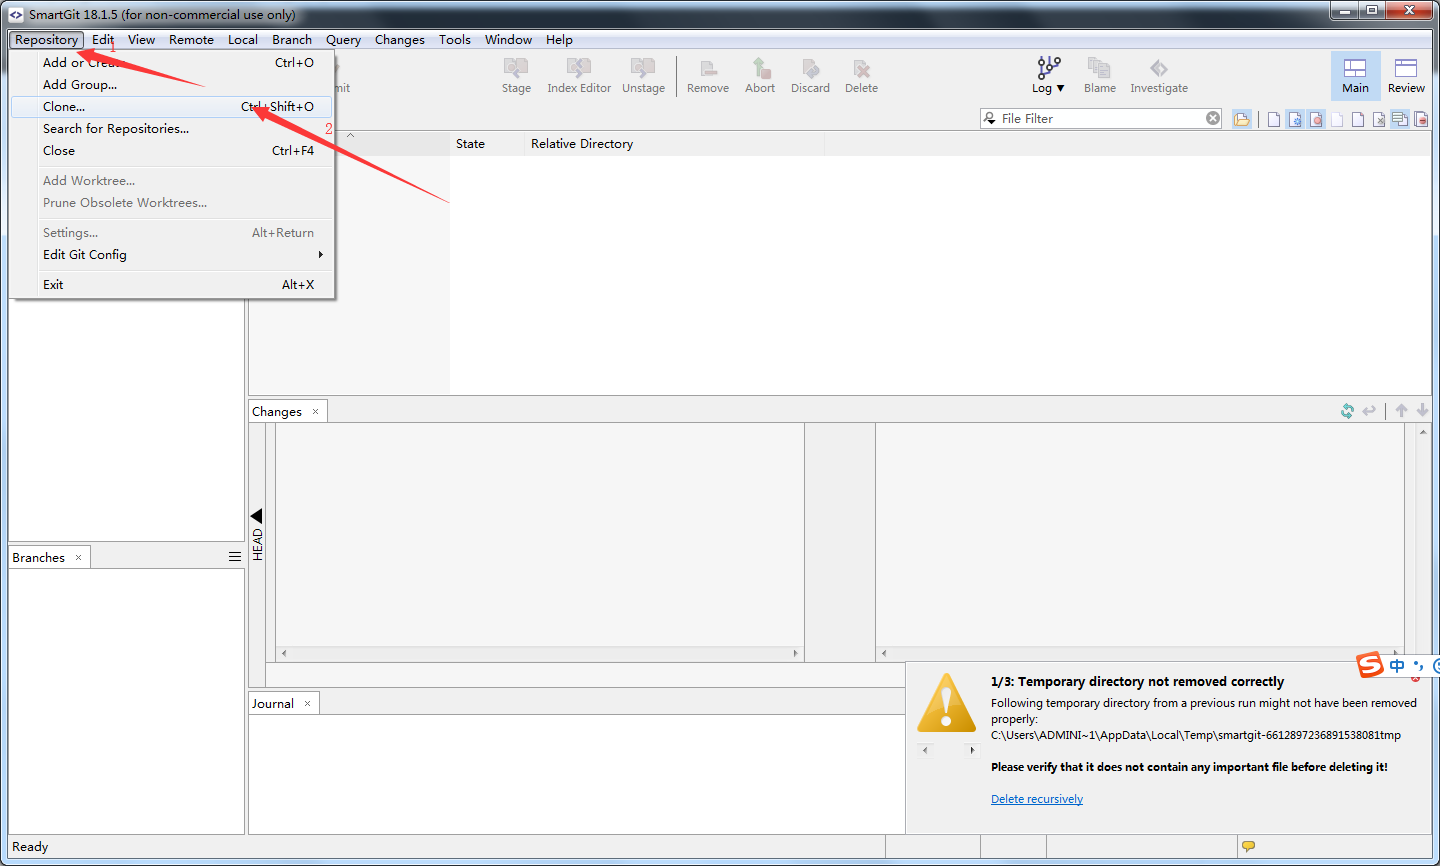 SmartGit 18.1.5 (for non-commercial use only)
Repository Edit View Remote Local Branch Query Changes Tools Window Help
1
Add or Create... Ctrl+O
Add Group...
Clone... Ctrl+Shift+O
2
Search for Repositories...
Close Ctrl+F4
Add Worktree...
Prune Obsolete Worktrees...
Settings... Alt+Return
Edit Git Config
Exit Alt+X
Stage Index Editor Unstage Remove Abort Discard Delete Log Blame Investigate Main Review
File Filter
State Relative Directory
Changes
HEAD
Branches
Journal
中
1/3: Temporary directory not removed correctly
Following temporary directory from a previous run might not have been removed
properly:
C:\Users\ADMINI~1\AppData\Local\Temp\smartgit-6612897236891538081tmp
Please verify that it does not contain any important file before deleting it!
Delete recursively
Ready